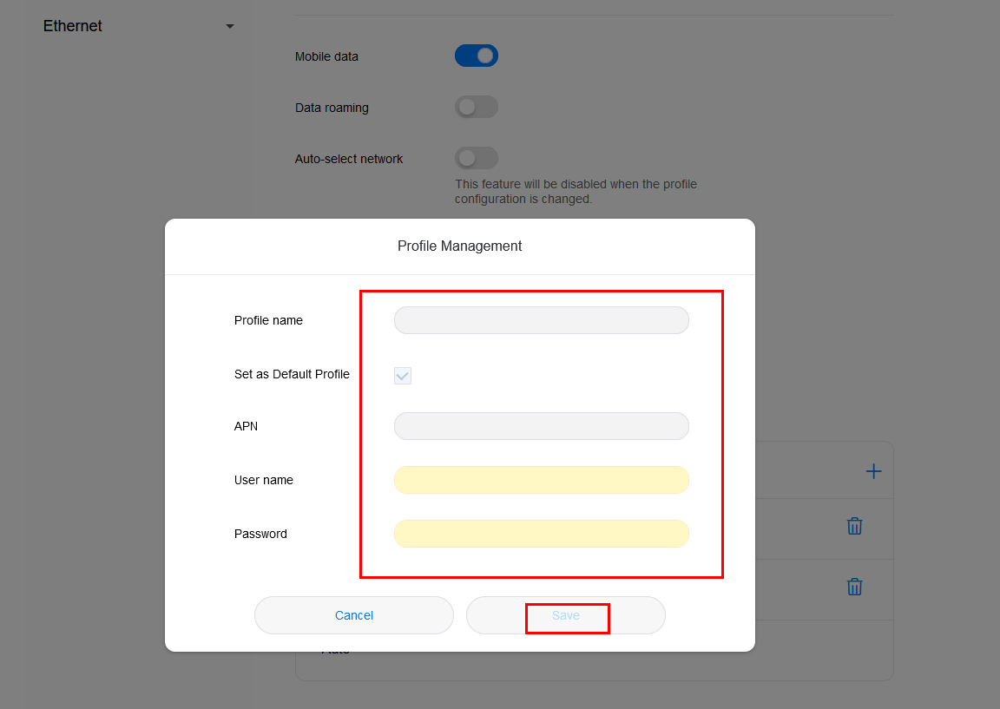 Ethernet
Mobile data
Data roaming
Auto-select network
This feature will be disabled when the profile
configuration is changed.
Profile Management
Profile name
Set as Default Profile
APN
User name
Password
Cancel
Save